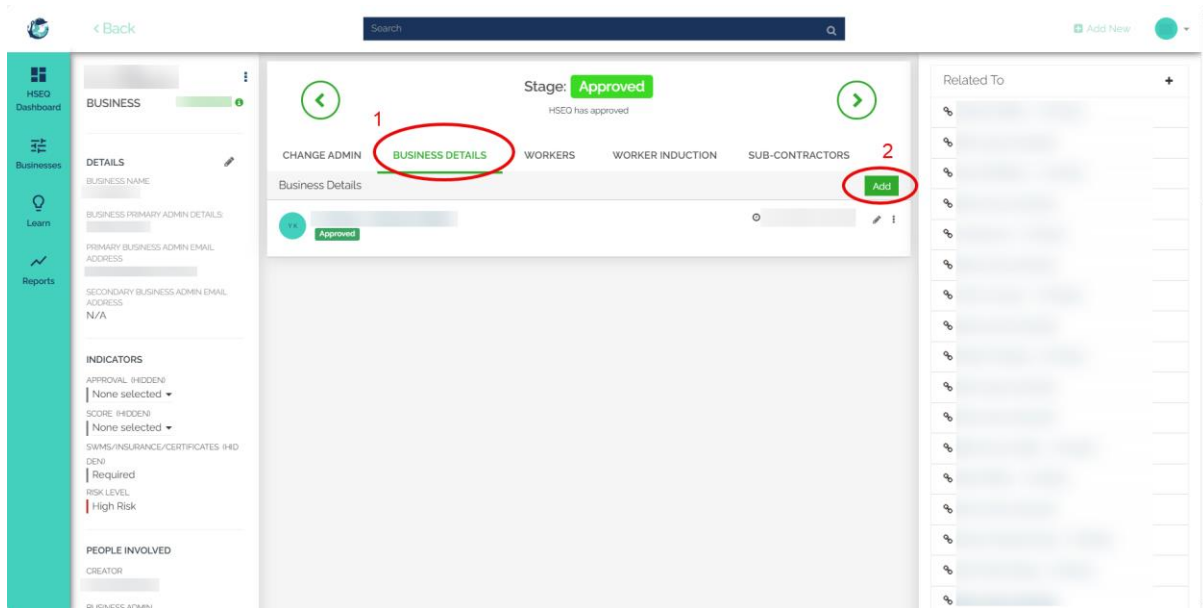 < Back
Search
Add New
HSEQ
Dashboard
Businesses
Learn
Reports
BUSINESS
DETAILS
BUSINESS NAME
BUSINESS PRIMARY ADMIN DETAILS:
PRIMARY BUSINESS ADMIN EMAIL
ADDRESS
SECONDARY BUSINESS ADMIN EMAIL
ADDRESS
N/A
INDICATORS
APPROVAL (HIDDEN)
None selected
SCORE (HIDDEN)
None selected
SWMS/INSURANCE/CERTIFICATES (HID
DEN)
Required
RISK LEVEL
High Risk
PEOPLE INVOLVED
CREATOR
BUSINESS ADMIN
Stage: Approved
HSEQ has approved
1
CHANGE ADMIN BUSINESS DETAILS WORKERS WORKER INDUCTION SUB-CONTRACTORS
2
Business Details
Add
YK
Approved
Related To +